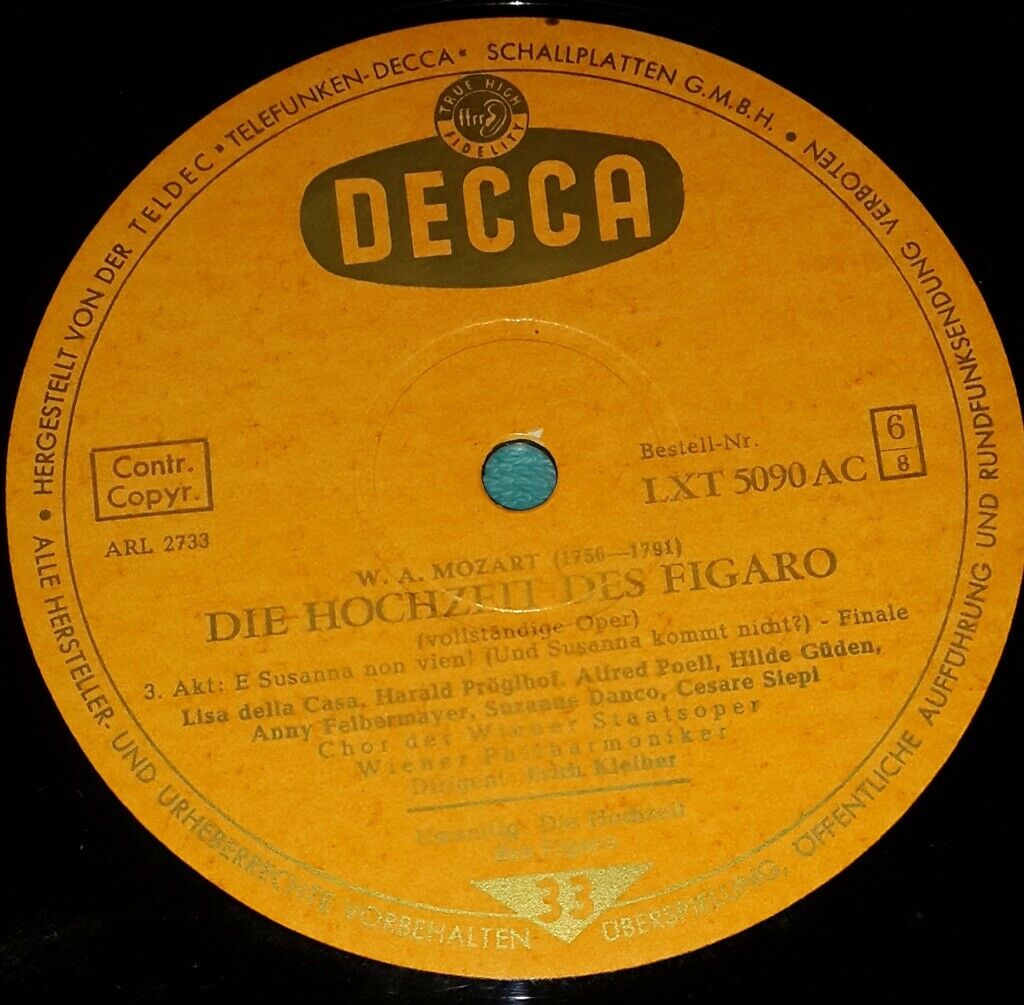 HERGESTELLT VON DER TELDEC • TELEFUNKEN-DECCA • SCHALLPLATTEN G.M.B.H. •
ALLE HERSTELLER- UND URHEBERRECHTE VORBEHALTEN
ÜBERSPIELUNG, ÖFFENTLICHE AUFFÜHRUNG UND RUNDFUNKSENDUNG VERBOTEN
TRUE HIGH
FIDELITY
DECCA
Contr.
Copyr.
ARL 2733
Bestell-Nr.
LXT 5090 AC
6
8
W. A. MOZART (1756—1791)
DIE HOCHZEIT DES FIGARO
(vollständige Oper)
3. Akt: E Susanna non vien! (Und Susanna kommt nicht?) - Finale
Lisa della Casa, Harald Pröglhof, Alfred Poell, Hilde Güden,
Anny Felbermayer, Suzanne Danco, Cesare Siepi
Chor der Wiener Staatsoper
Wiener Philharmoniker
Dirigent: Erich Kleiber
Die Hochzeit
des Figaro
33